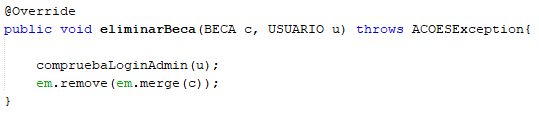 @Override
public void eliminarBeca(BECA c, USUARIO u) throws ACOESException{
compruebaLoginAdmin(u);
em.remove(em.merge(c));
}